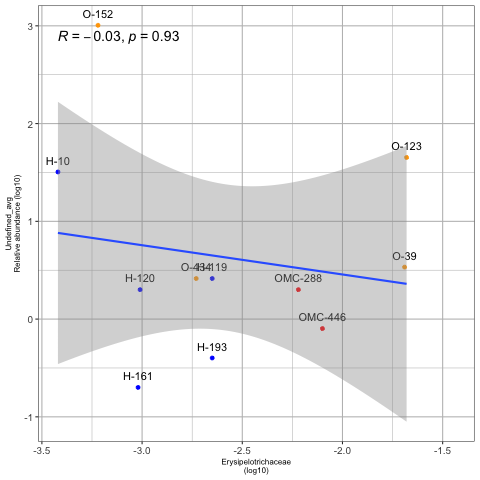 O-152
R = −0.03, p = 0.93
O-123
H-10
O-39
H-119
H-120
OMC-288
OMC-446
H-193
H-161
3
2
1
0
-1
-3.5
-3.0
-2.5
-2.0
-1.5
Undefined_avg
Relative abundance (log10)
Erysipelotrichaceae
(log10)